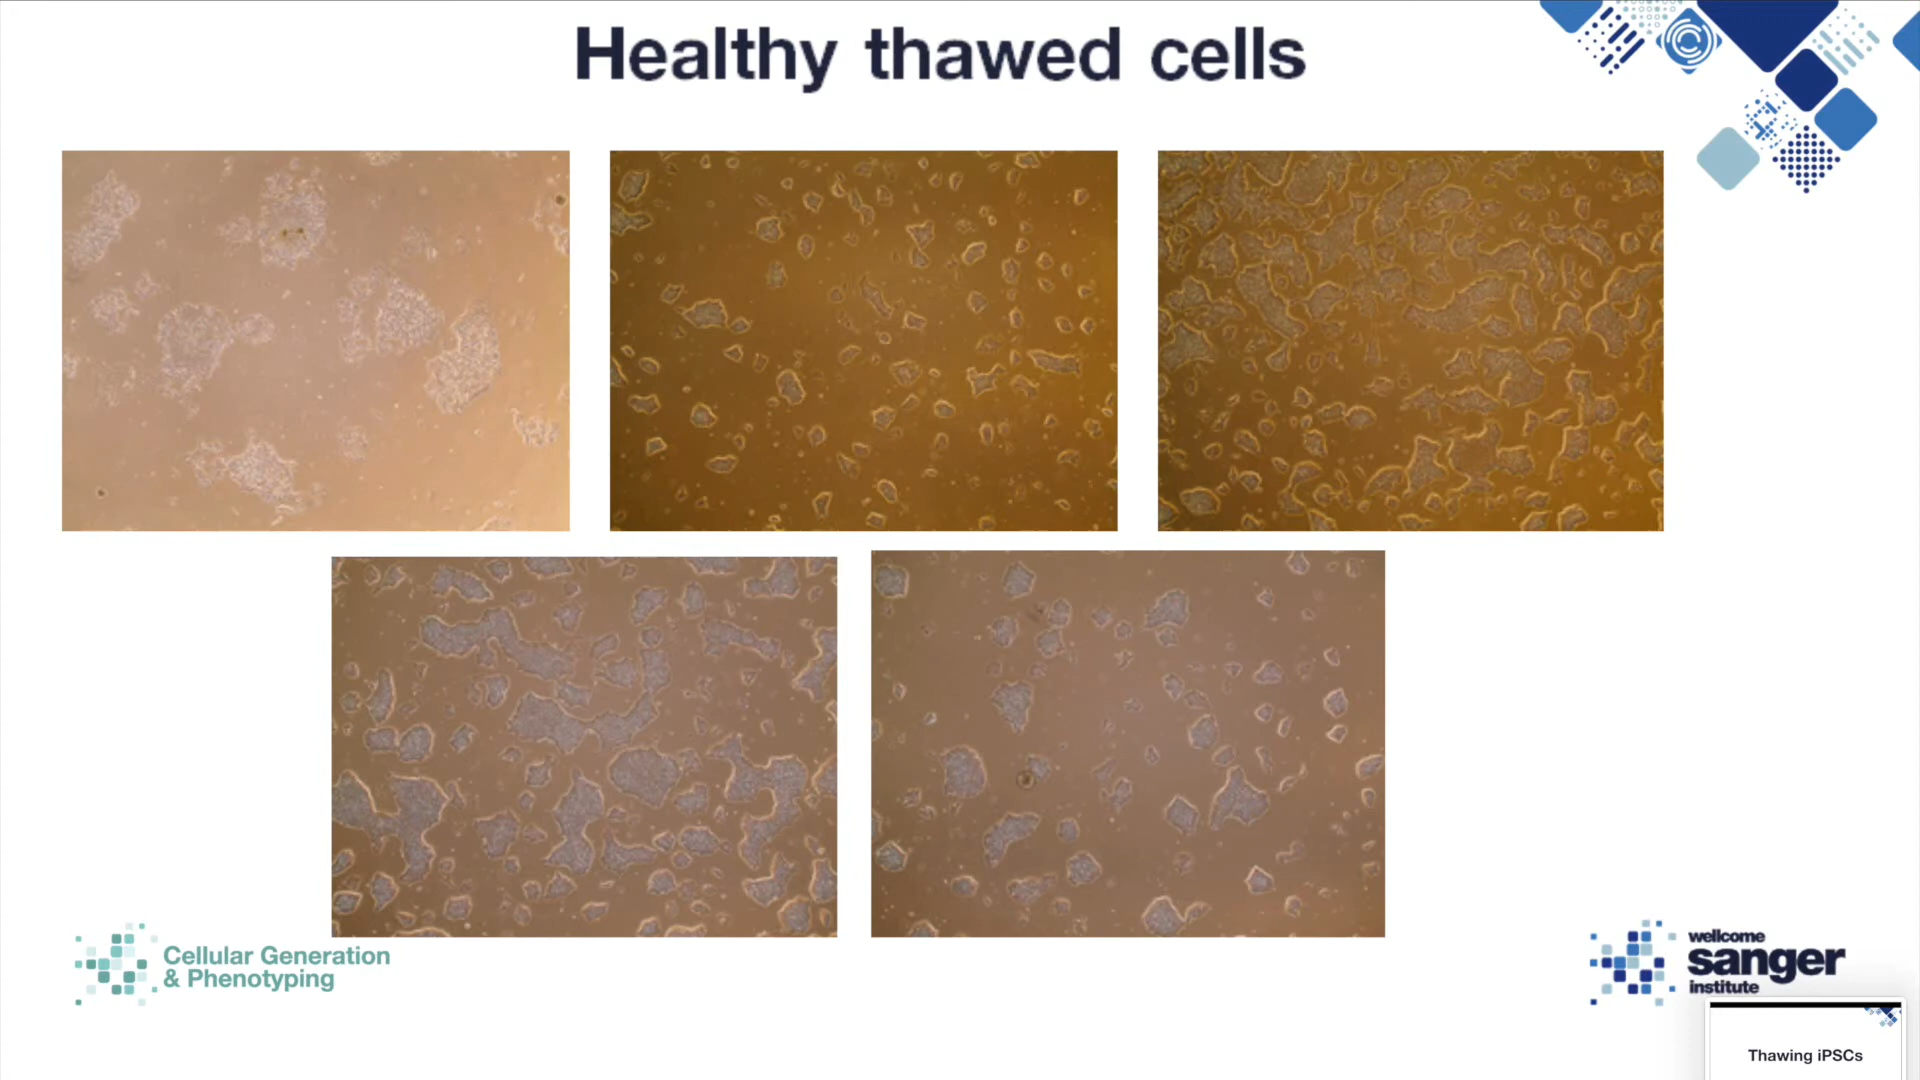 Healthy thawed cells
Cellular Generation
& Phenotyping
wellcome
sanger
institute
Thawing iPSCs